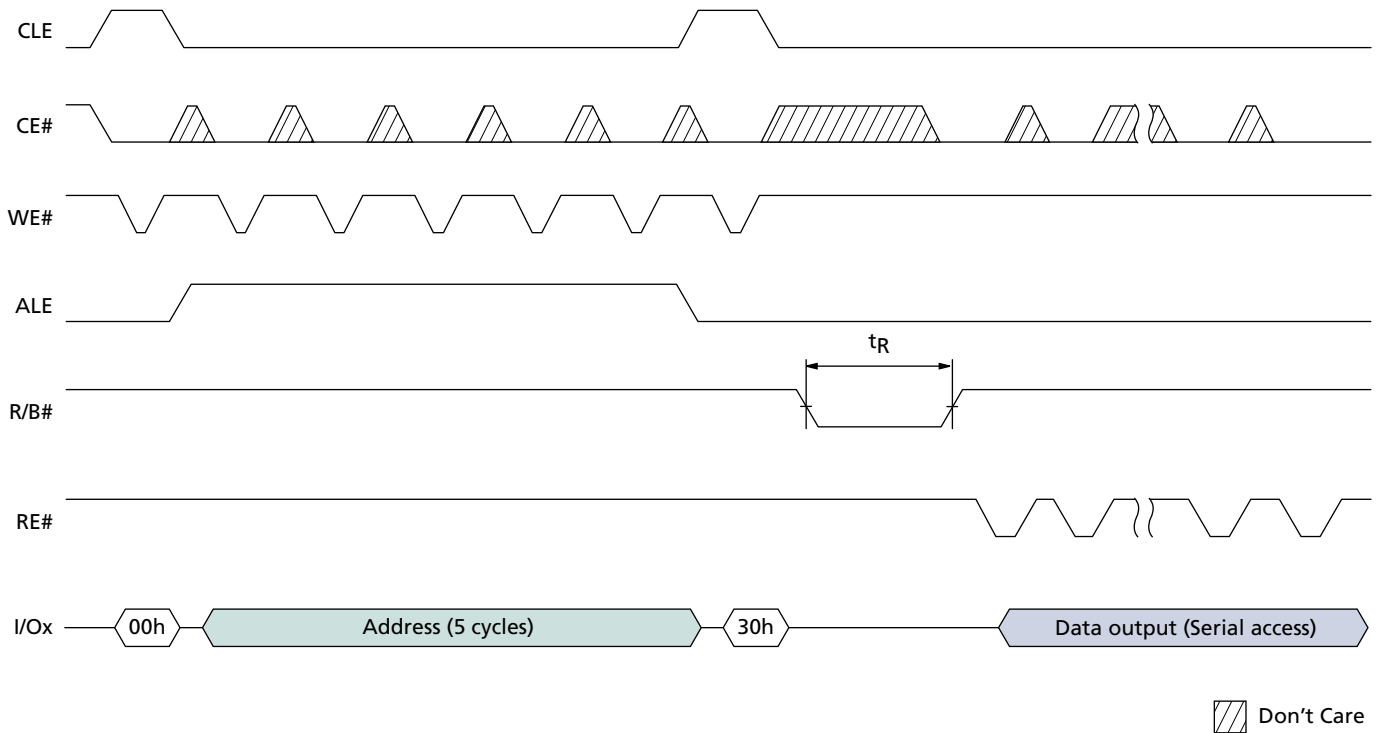 CLE
CE#
WE#
ALE
tR
R/B#
RE#
I/Ox
00h
Address (5 cycles)
30h
Data output (Serial access)
Don't Care